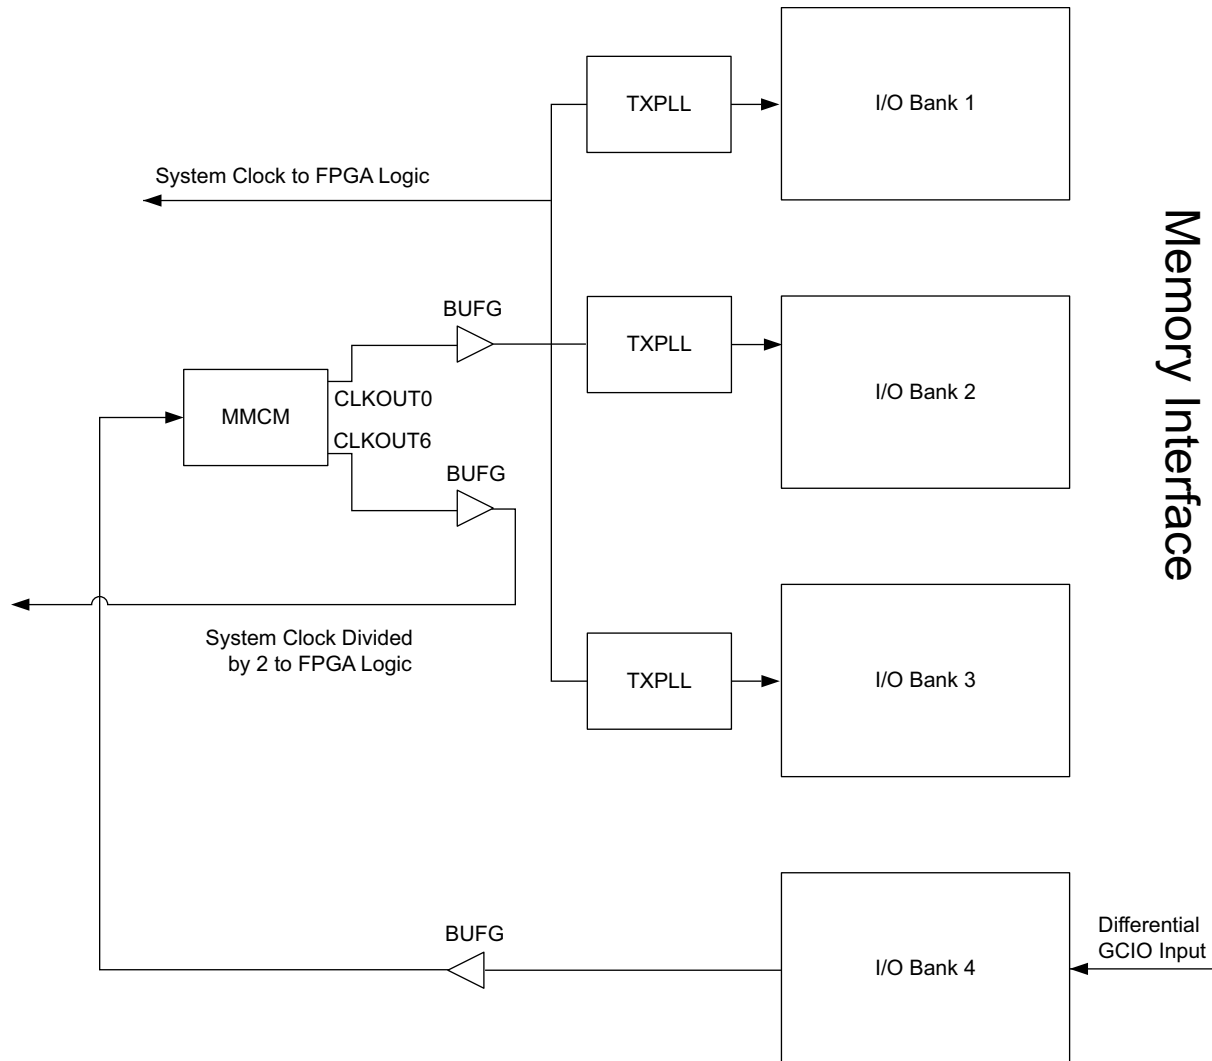 TXPLL
I/O Bank 1
System Clock to FPGA Logic
BUFG
TXPLL
I/O Bank 2
MMCM
CLKOUT0
CLKOUT6
BUFG
System Clock Divided
by 2 to FPGA Logic
TXPLL
I/O Bank 3
BUFG
I/O Bank 4
Differential
GCIO Input
Memory Interface